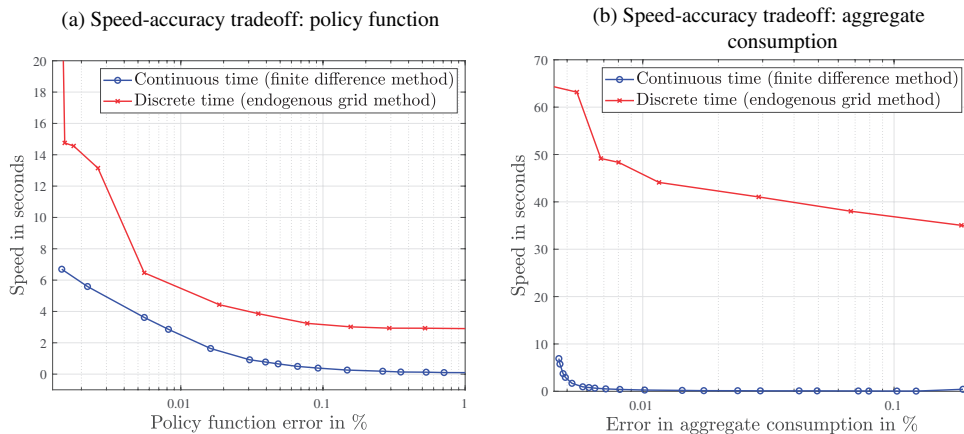 (a) Speed-accuracy tradeoff: policy function
20
18
16
14
12
10
8
6
4
2
0
Speed in seconds
Continuous time (finite difference method)
Discrete time (endogenous grid method)
0.01
0.1
1
Policy function error in %
(b) Speed-accuracy tradeoff: aggregate
consumption
70
60
50
40
30
20
10
0
Speed in seconds
Continuous time (finite difference method)
Discrete time (endogenous grid method)
0.01
0.1
Error in aggregate consumption in %